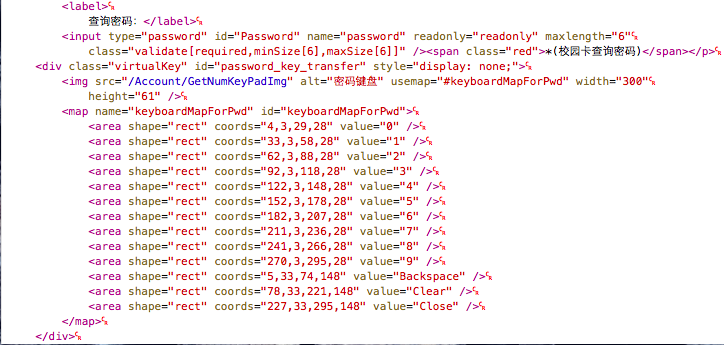 <label>␍
查询密码: </label>␍
<input type="password" id="Password" name="password" readonly="readonly" maxlength="6"␍
class="validate[required,minSize[6],maxSize[6]]" /><span class="red">*(校园卡查询密码)</span></p>␍
<div class="virtualKey" id="password_key_transfer" style="display: none;">␍
<img src="/Account/GetNumKeyPadImg" alt="密码键盘" usemap="#keyboardMapForPwd" width="300"␍
height="61" />␍
<map name="keyboardMapForPwd" id="keyboardMapForPwd">␍
<area shape="rect" coords="4,3,29,28" value="0" />␍
<area shape="rect" coords="33,3,58,28" value="1" />␍
<area shape="rect" coords="62,3,88,28" value="2" />␍
<area shape="rect" coords="92,3,118,28" value="3" />␍
<area shape="rect" coords="122,3,148,28" value="4" />␍
<area shape="rect" coords="152,3,178,28" value="5" />␍
<area shape="rect" coords="182,3,207,28" value="6" />␍
<area shape="rect" coords="211,3,236,28" value="7" />␍
<area shape="rect" coords="241,3,266,28" value="8" />␍
<area shape="rect" coords="270,3,295,28" value="9" />␍
<area shape="rect" coords="5,33,74,148" value="Backspace" />␍
<area shape="rect" coords="78,33,221,148" value="Clear" />␍
<area shape="rect" coords="227,33,295,148" value="Close" />␍
</map>␍
</div>␍